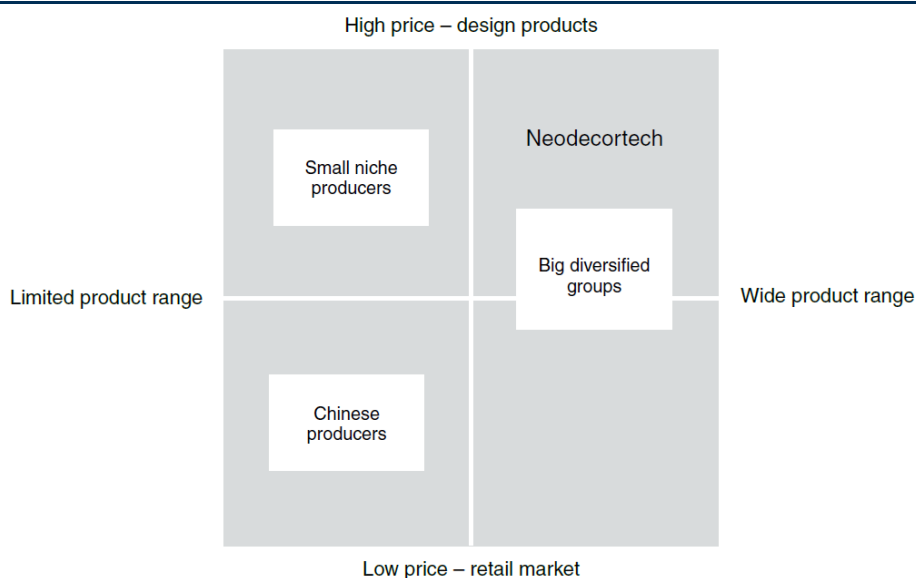 High price – design products
Neodecortech
Small niche
producers
Big diversified
groups
Limited product range
Wide product range
Chinese
producers
Low price – retail market